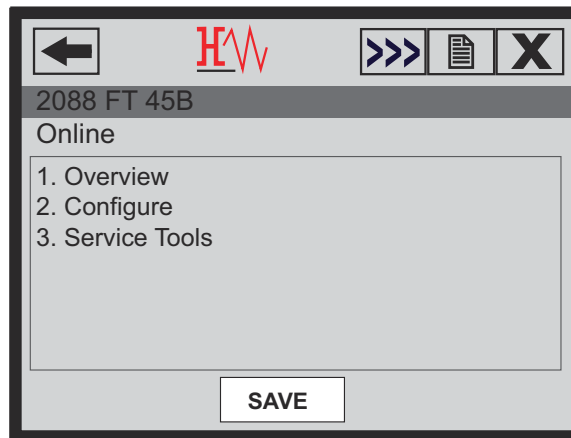 H
>>>
X
2088 FT 45B
Online
1. Overview
2. Configure
3. Service Tools
SAVE